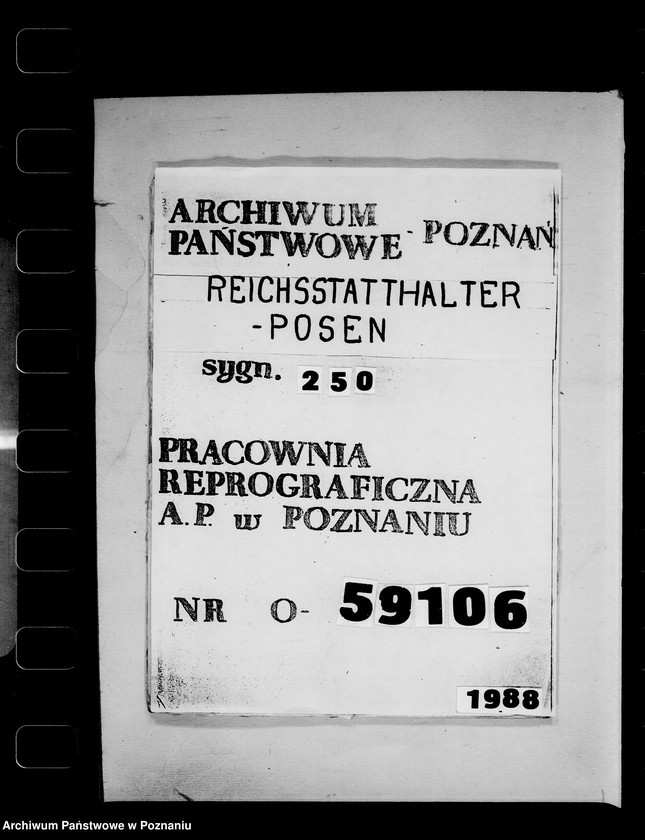 ARCHIWUM
PAŃSTWOWE - POZNAŃ
REICHSSTATTHALTER
-POSEN
sygn. 250
PRACOWNIA
REPROGRAFICZNA
A.P. w POZNANIU
NR O- 59106
1988
Archiwum Państwowe w Poznaniu